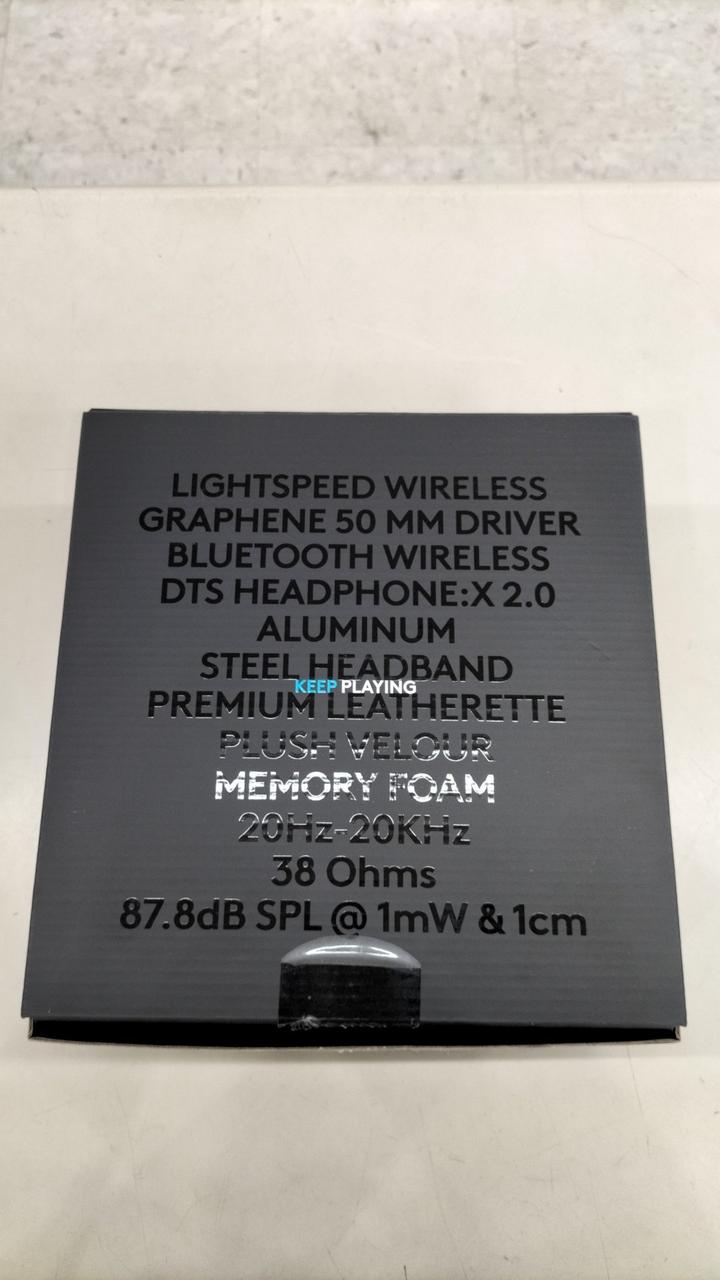 LIGHTSPEED WIRELESS
GRAPHENE 50 MM DRIVER
BLUETOOTH WIRELESS
DTS HEADPHONE:X 2.0
ALUMINUM
STEEL HEADBAND
KEEP PLAYING
PREMIUM LEATHERETTE
PLUSH VELOUR
MEMORY FOAM
20Hz-20KHz
38 Ohms
87.8dB SPL @ 1mW & 1cm